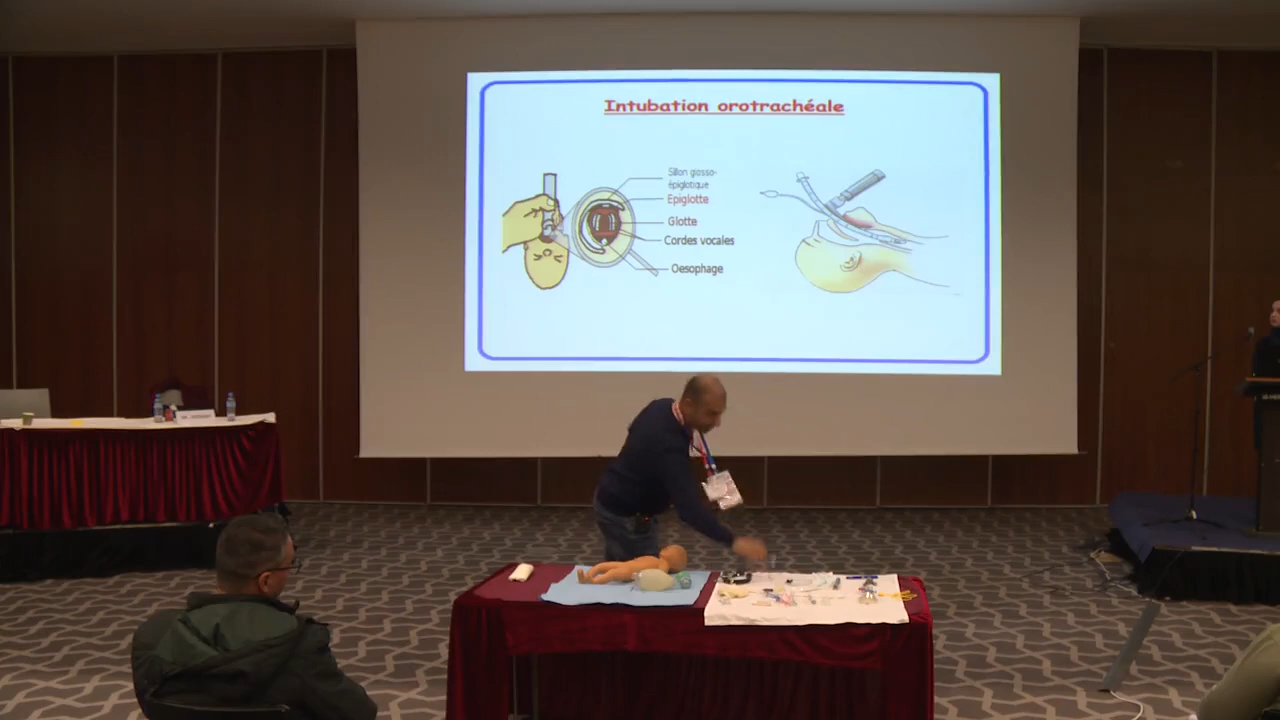 Intubation orotrachéale
Sillon glosso-
épiglotique
Epiglotte
Glotte
Cordes vocales
Oesophage